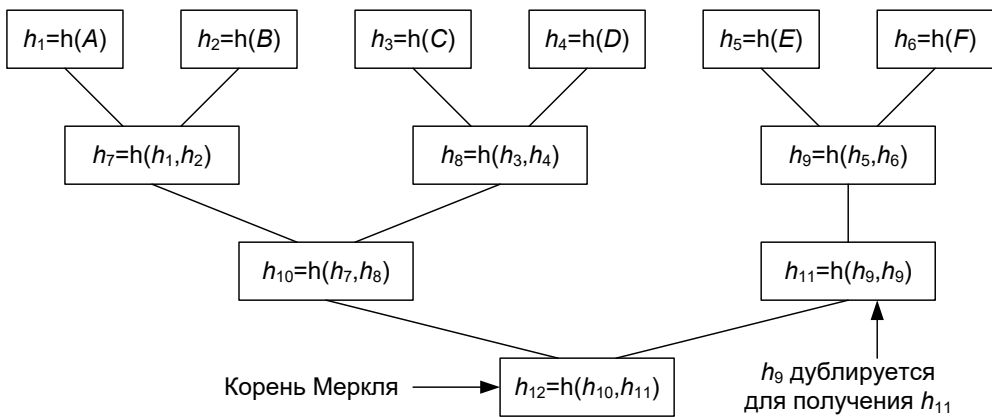 h₁=h(A)
h₂=h(B)
h₃=h(C)
h₄=h(D)
h₅=h(E)
h₆=h(F)
h₇=h(h₁,h₂)
h₈=h(h₃,h₄)
h₉=h(h₅,h₆)
h₁₀=h(h₇,h₈)
h₁₁=h(h₉,h₉)
Корень Меркля
h₁₂=h(h₁₀,h₁₁)
h₉ дублируется
для получения h₁₁